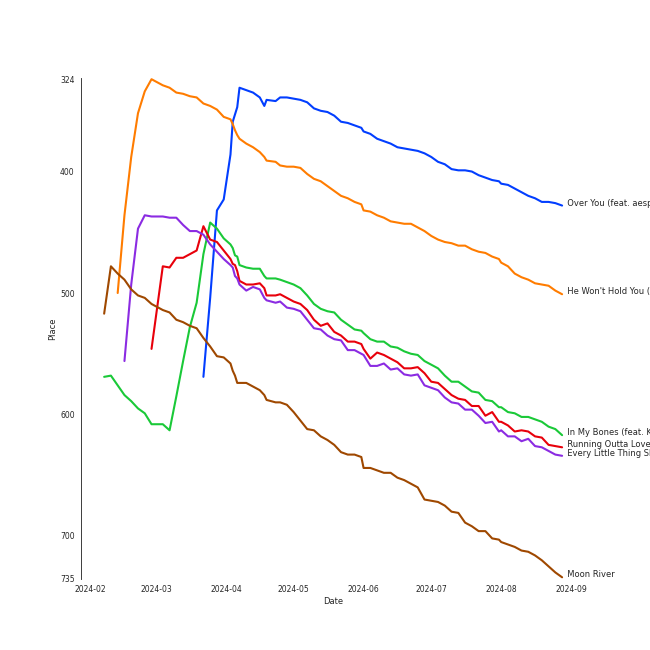 324
400
500
600
700
735
Place
2024-02
2024-03
2024-04
2024-05
2024-06
2024-07
2024-08
2024-09
Date
Over You (feat. aesp
He Won't Hold You (
In My Bones (feat. K
Running Outta Love
Every Little Thing S
Moon River